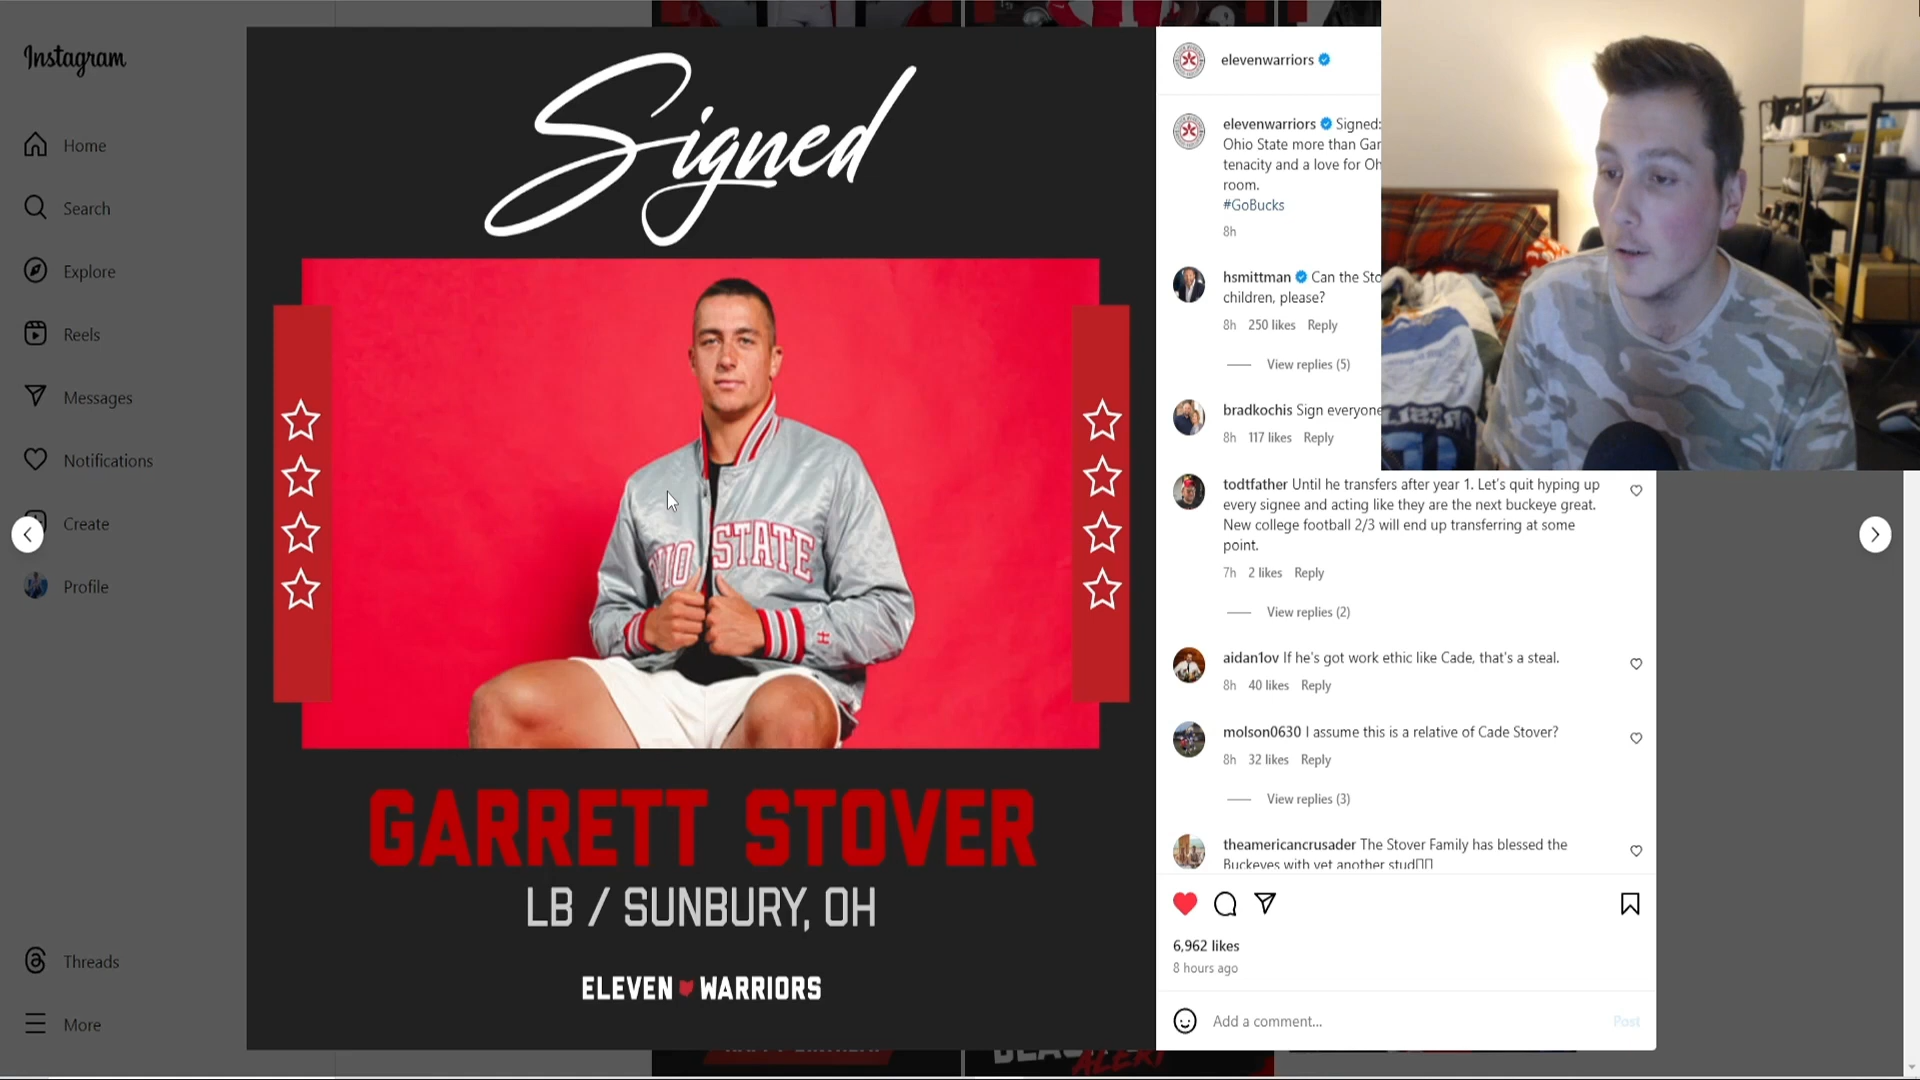 Instagram
Home
Search
Explore
Reels
Messages
Notifications
Create
Profile
Threads
More
Signed
OHIO STATE
GARRETT STOVER
LB / SUNBURY, OH
ELEVEN WARRIORS
elevenwarriors
elevenwarriors Signed:
Ohio State more than Gar
tenacity and a love for Oh
room.
#GoBucks
8h
hsmittman Can the Sto
children, please?
8h 250 likes Reply
View replies (5)
bradkochis Sign everyone
8h 117 likes Reply
todtfather Until he transfers after year 1. Let's quit hyping up
every signee and acting like they are the next buckeye great.
New college football 2/3 will end up transferring at some
point.
7h 2 likes Reply
View replies (2)
aidan1ov If he's got work ethic like Cade, that's a steal.
8h 40 likes Reply
molson0630 I assume this is a relative of Cade Stover?
8h 32 likes Reply
View replies (3)
theamericancrusader The Stover Family has blessed the
Buckeyes with yet another stud
6,962 likes
8 hours ago
Add a comment...
Post
ALERT